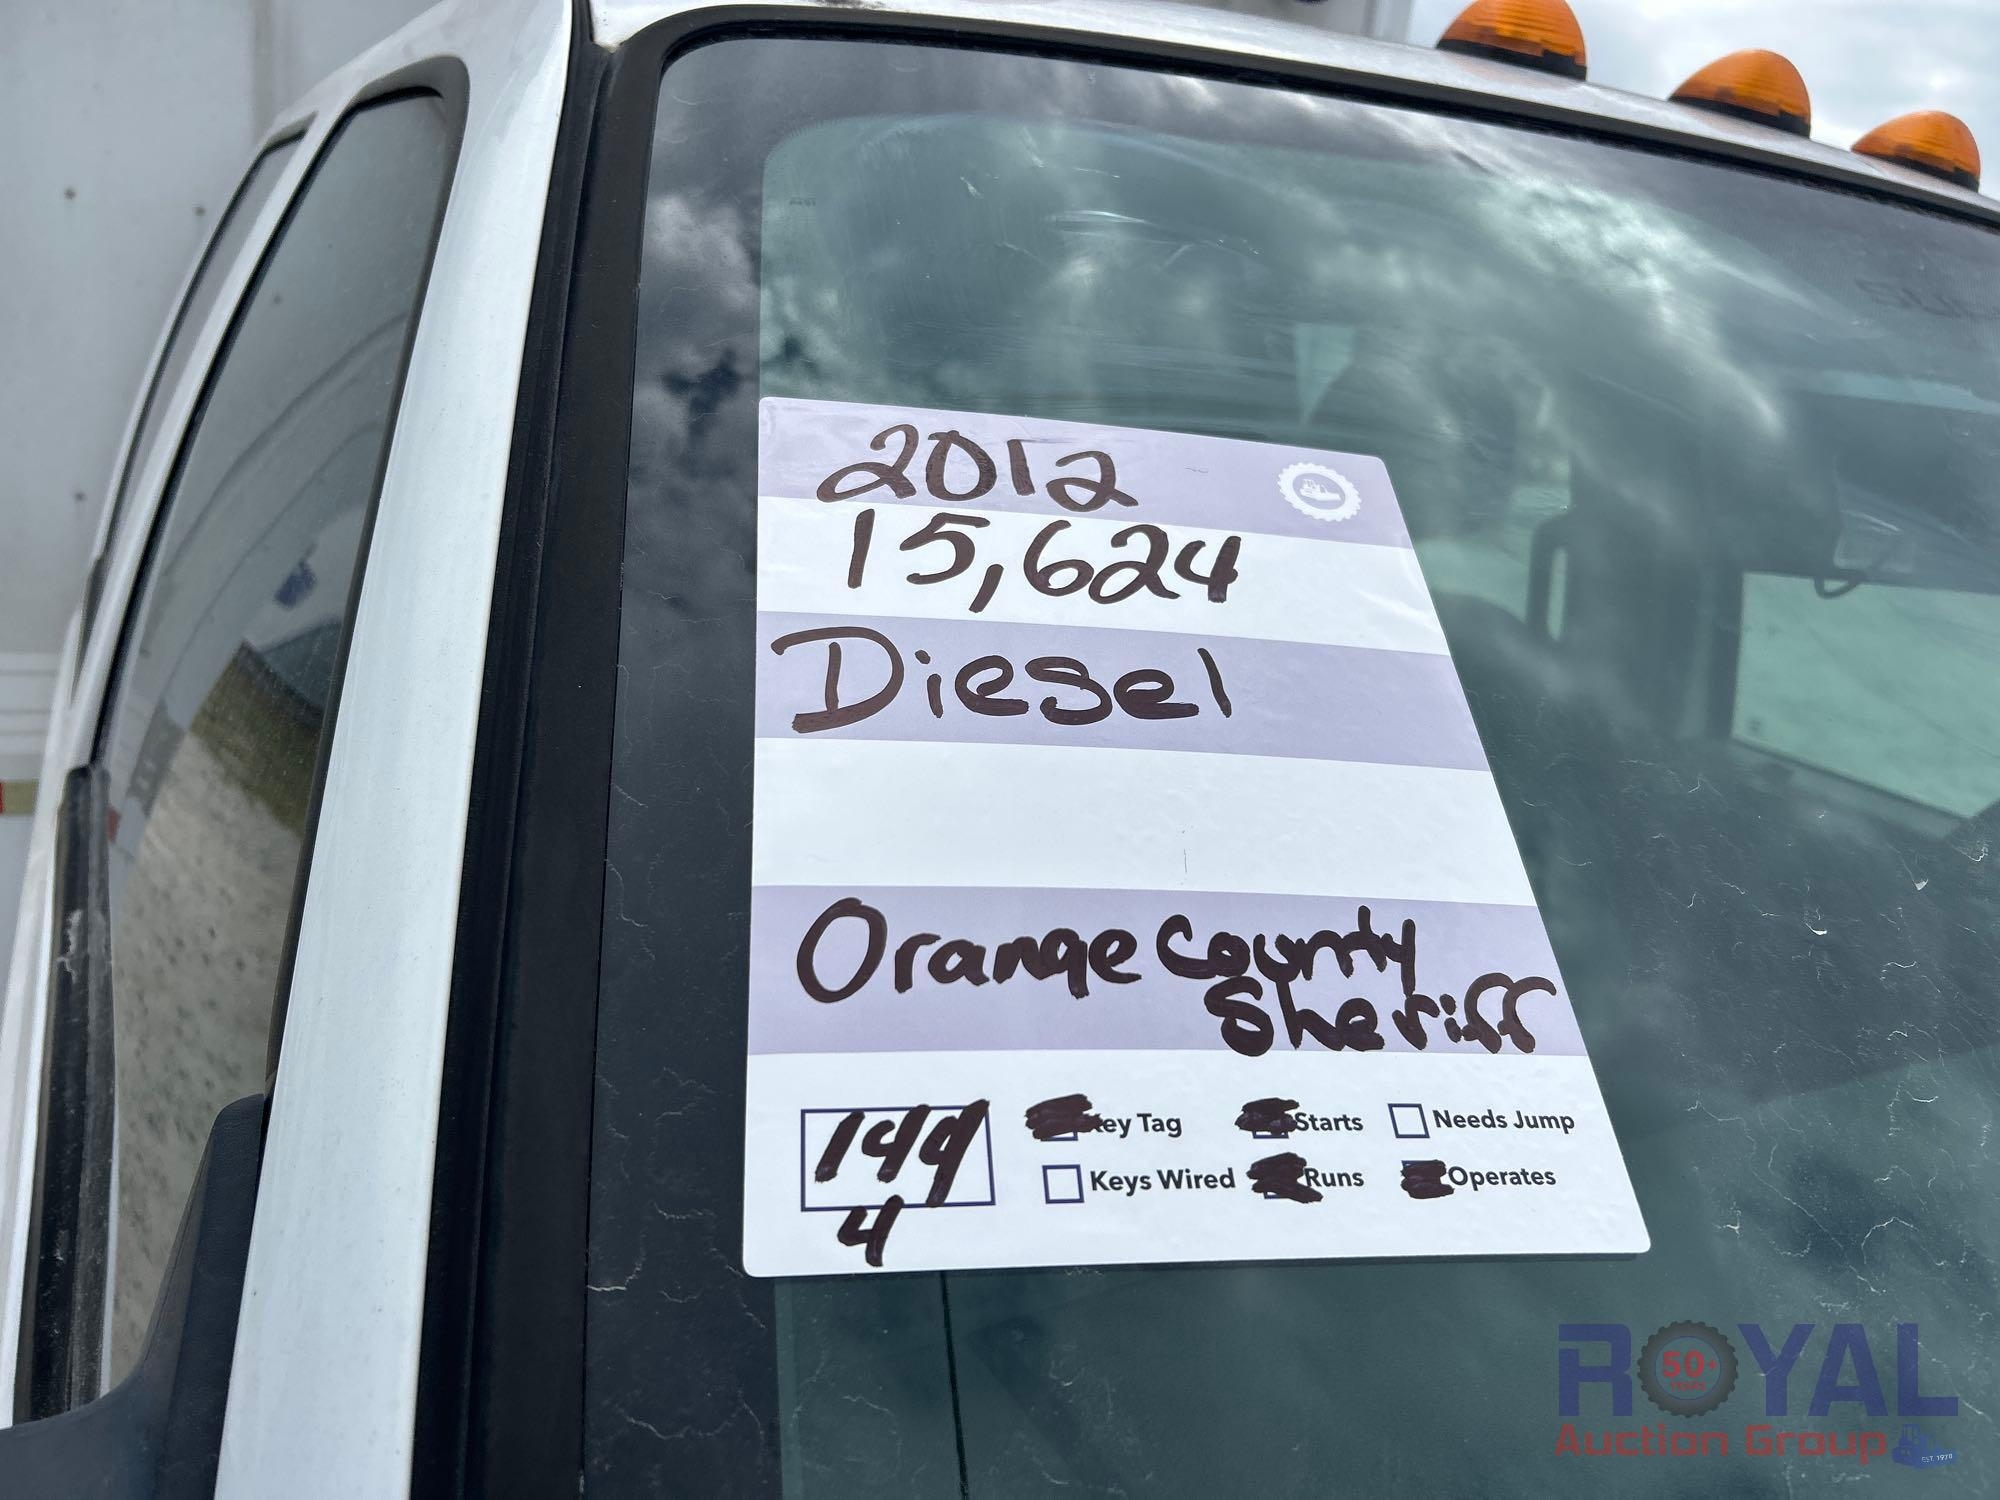 2012
15,624
Diesel
Orange County
Sheriff
149
4
Key Tag
Starts
Needs Jump
Keys Wired
Runs
Operates
ROYAL
50+
YEARS
Auction Group
EST. 1970